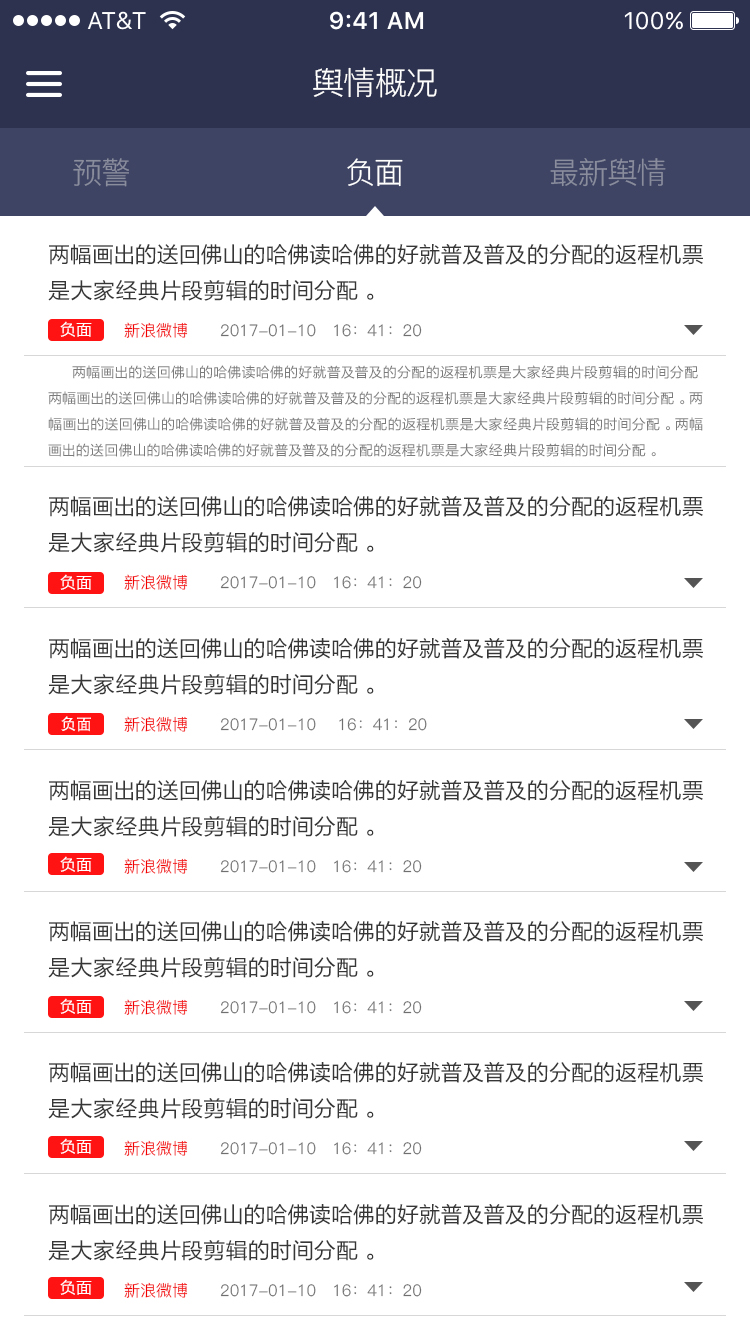 AT&T 9:41 AM 100%
舆情概况
预警 负面 最新舆情
两幅画出的送回佛山的哈佛读哈佛的好就普及普及的分配的返程机票
是大家经典片段剪辑的时间分配 。
负面 新浪微博 2017-01-10 16: 41: 20
两幅画出的送回佛山的哈佛读哈佛的好就普及普及的分配的返程机票是大家经典片段剪辑的时间分配
两幅画出的送回佛山的哈佛读哈佛的好就普及普及的分配的返程机票是大家经典片段剪辑的时间分配 。两
幅画出的送回佛山的哈佛读哈佛的好就普及普及的分配的返程机票是大家经典片段剪辑的时间分配 。两幅
画出的送回佛山的哈佛读哈佛的好就普及普及的分配的返程机票是大家经典片段剪辑的时间分配 。
两幅画出的送回佛山的哈佛读哈佛的好就普及普及的分配的返程机票
是大家经典片段剪辑的时间分配 。
负面 新浪微博 2017-01-10 16: 41: 20
两幅画出的送回佛山的哈佛读哈佛的好就普及普及的分配的返程机票
是大家经典片段剪辑的时间分配 。
负面 新浪微博 2017-01-10 16: 41: 20
两幅画出的送回佛山的哈佛读哈佛的好就普及普及的分配的返程机票
是大家经典片段剪辑的时间分配 。
负面 新浪微博 2017-01-10 16: 41: 20
两幅画出的送回佛山的哈佛读哈佛的好就普及普及的分配的返程机票
是大家经典片段剪辑的时间分配 。
负面 新浪微博 2017-01-10 16: 41: 20
两幅画出的送回佛山的哈佛读哈佛的好就普及普及的分配的返程机票
是大家经典片段剪辑的时间分配 。
负面 新浪微博 2017-01-10 16: 41: 20
两幅画出的送回佛山的哈佛读哈佛的好就普及普及的分配的返程机票
是大家经典片段剪辑的时间分配 。
负面 新浪微博 2017-01-10 16: 41: 20